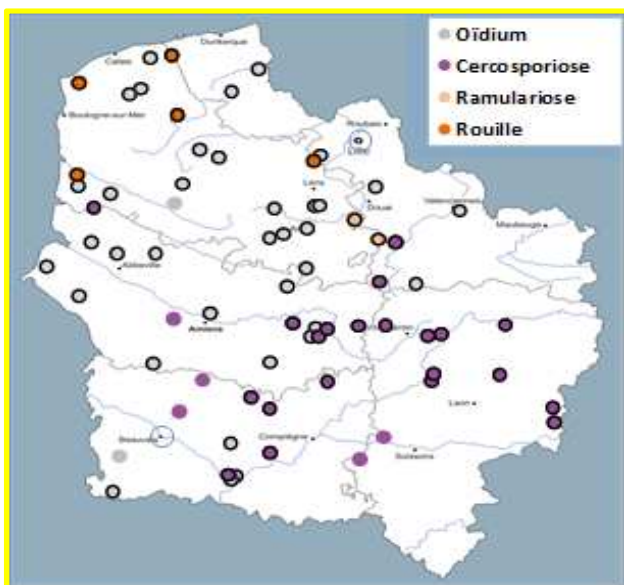 Oïdium
Cercosporiose
Ramulariose
Rouille
Dunkerque
Calais
Boulogne-sur-Mer
Roubaix
Lille
Lens
Douai
Valenciennes
Maubeuge
Abbeville
Amiens
Laon
Beauvais
Compiègne
Soissons